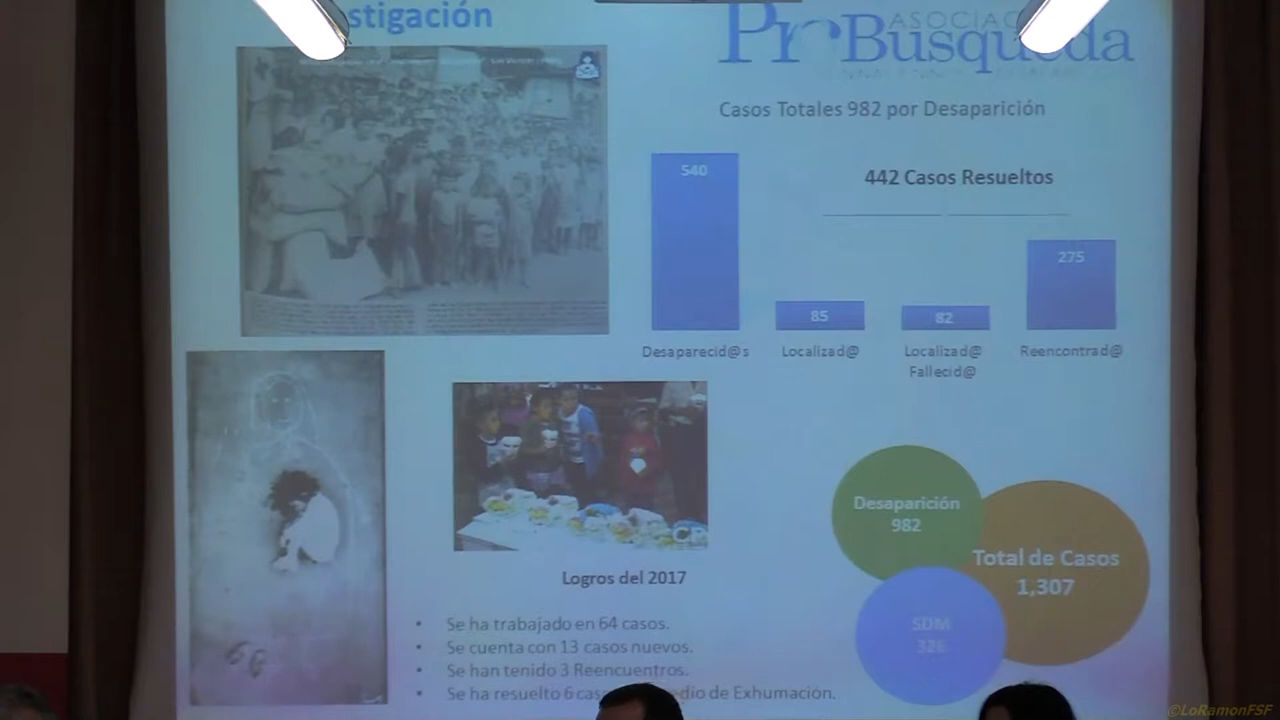 stigación
ASOCIAC
Pr Búsqueda
Casos Totales 982 por Desaparición
442 Casos Resueltos
540
85
82
275
Desaparecid@s
Localizad@
Localizad@
Fallecid@
Reencontrad@
Desaparición
982
Total de Casos
1,307
SDM
Logros del 2017
• Se ha trabajado en 64 casos.
• Se cuenta con 13 casos nuevos.
• Se han tenido 3 Reencuentros.
• Se ha resuelto 6 cas edio de Exhumación.
©LoRamonFSF